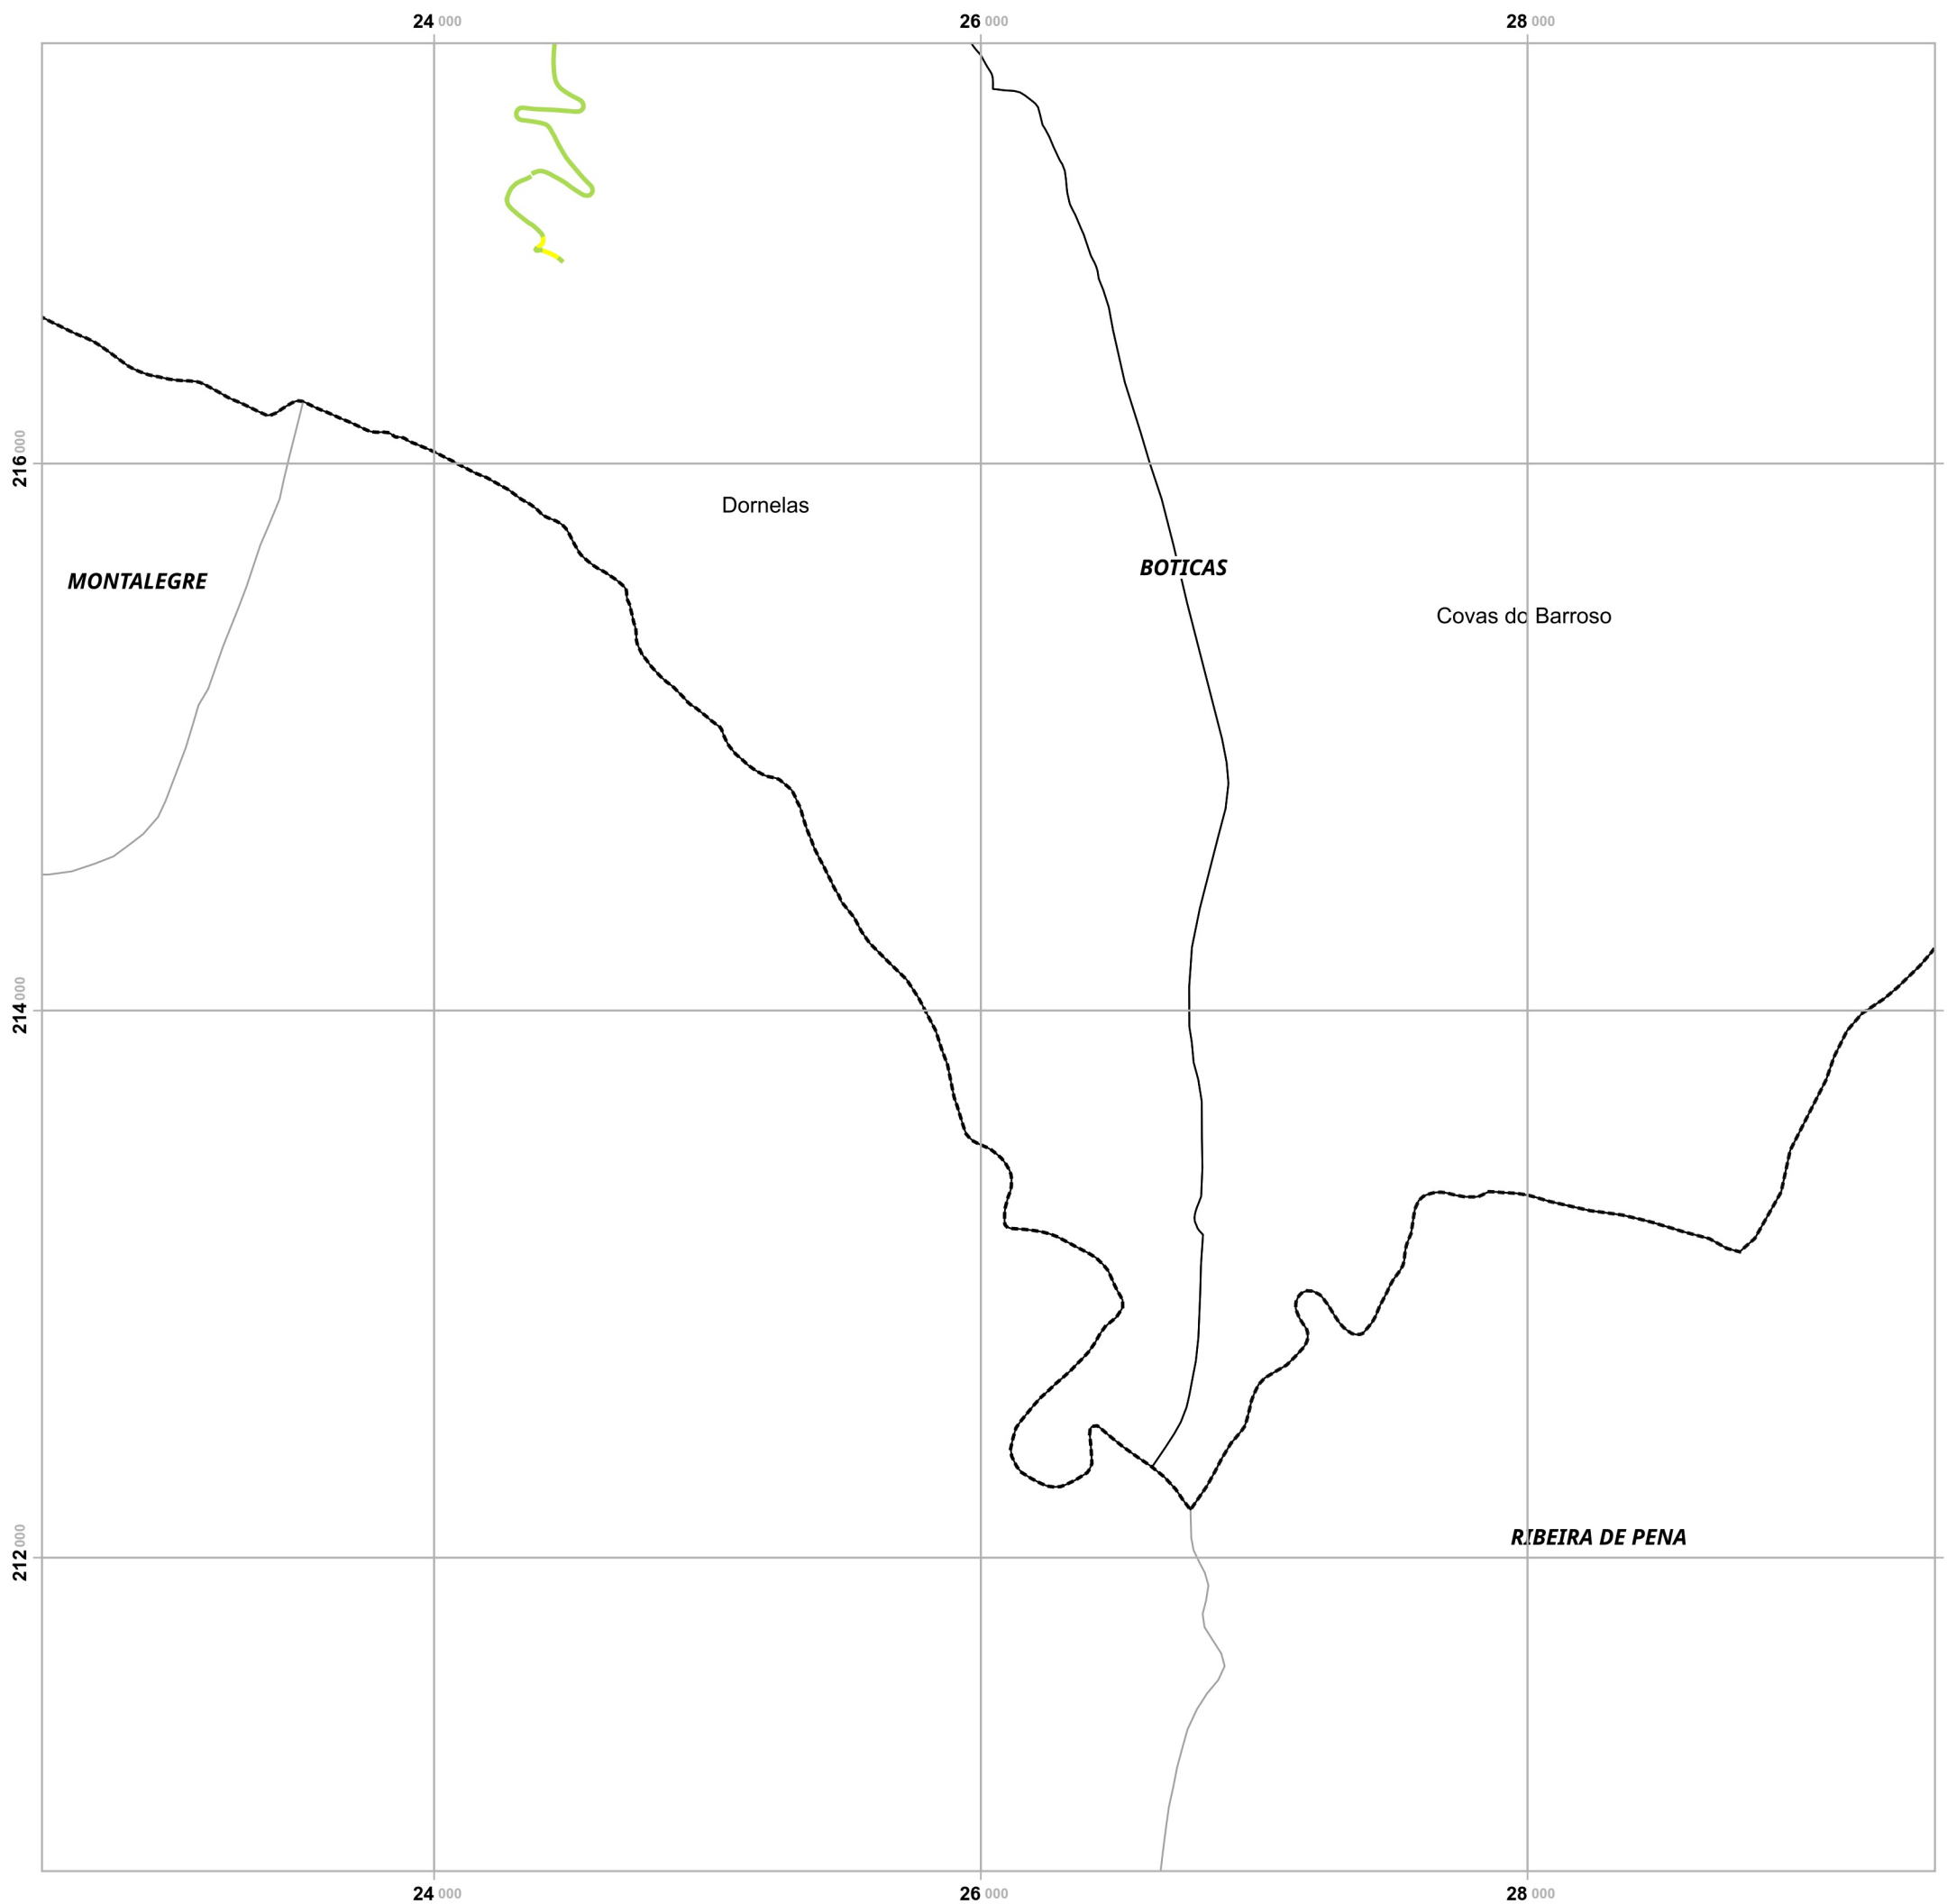 24 000 26 000 28 000
216 000
Dornelas
BOTICAS
MONTALEGRE
Covas do Barroso
214 000
RIBEIRA DE PENA
212 000
24 000 26 000 28 000